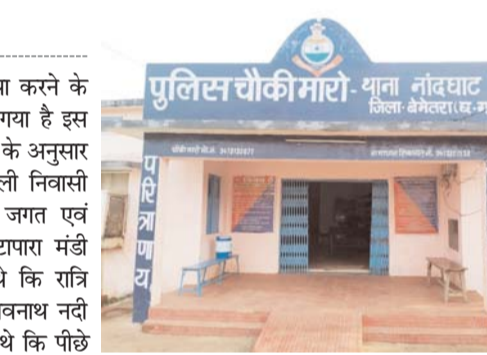 या करने के
गया है इस
के अनुसार
ली निवासी
जगत एवं
टापारा मंडी
थे कि रात्रि
वनाथ नदी
थे कि पीछे
पुलिस चौकी मारो - थाना नांदघाट
जिला-बेमेतरा (छ.ग
परित्राणाय